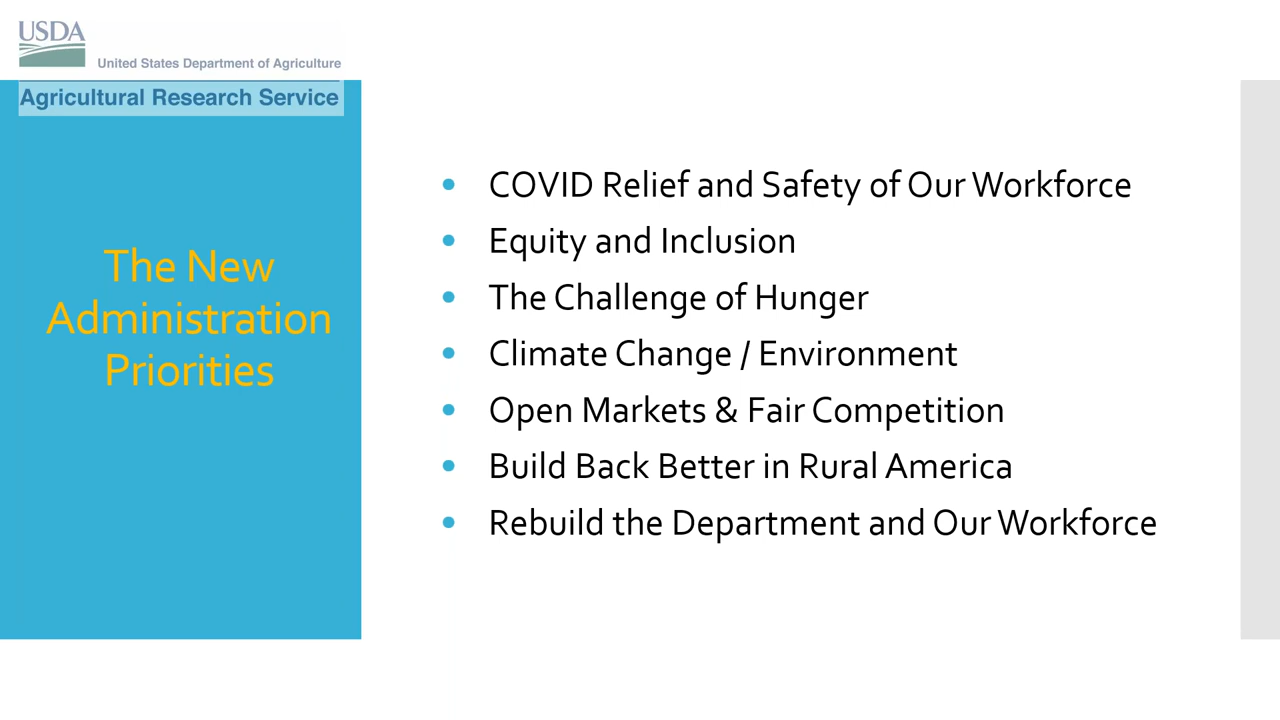 USDA
United States Department of Agriculture
Agricultural Research Service
The New
Administration
Priorities
• COVID Relief and Safety of Our Workforce
• Equity and Inclusion
• The Challenge of Hunger
• Climate Change / Environment
• Open Markets & Fair Competition
• Build Back Better in Rural America
• Rebuild the Department and Our Workforce